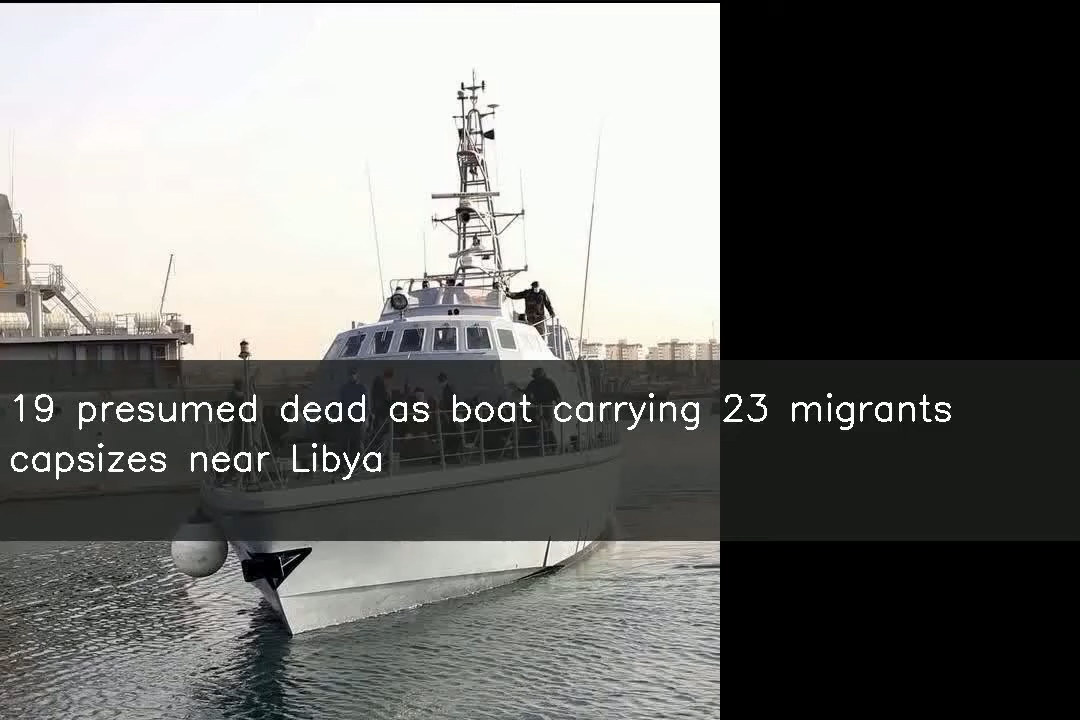 19 presumed dead as boat carrying 23 migrants
capsizes near Libya